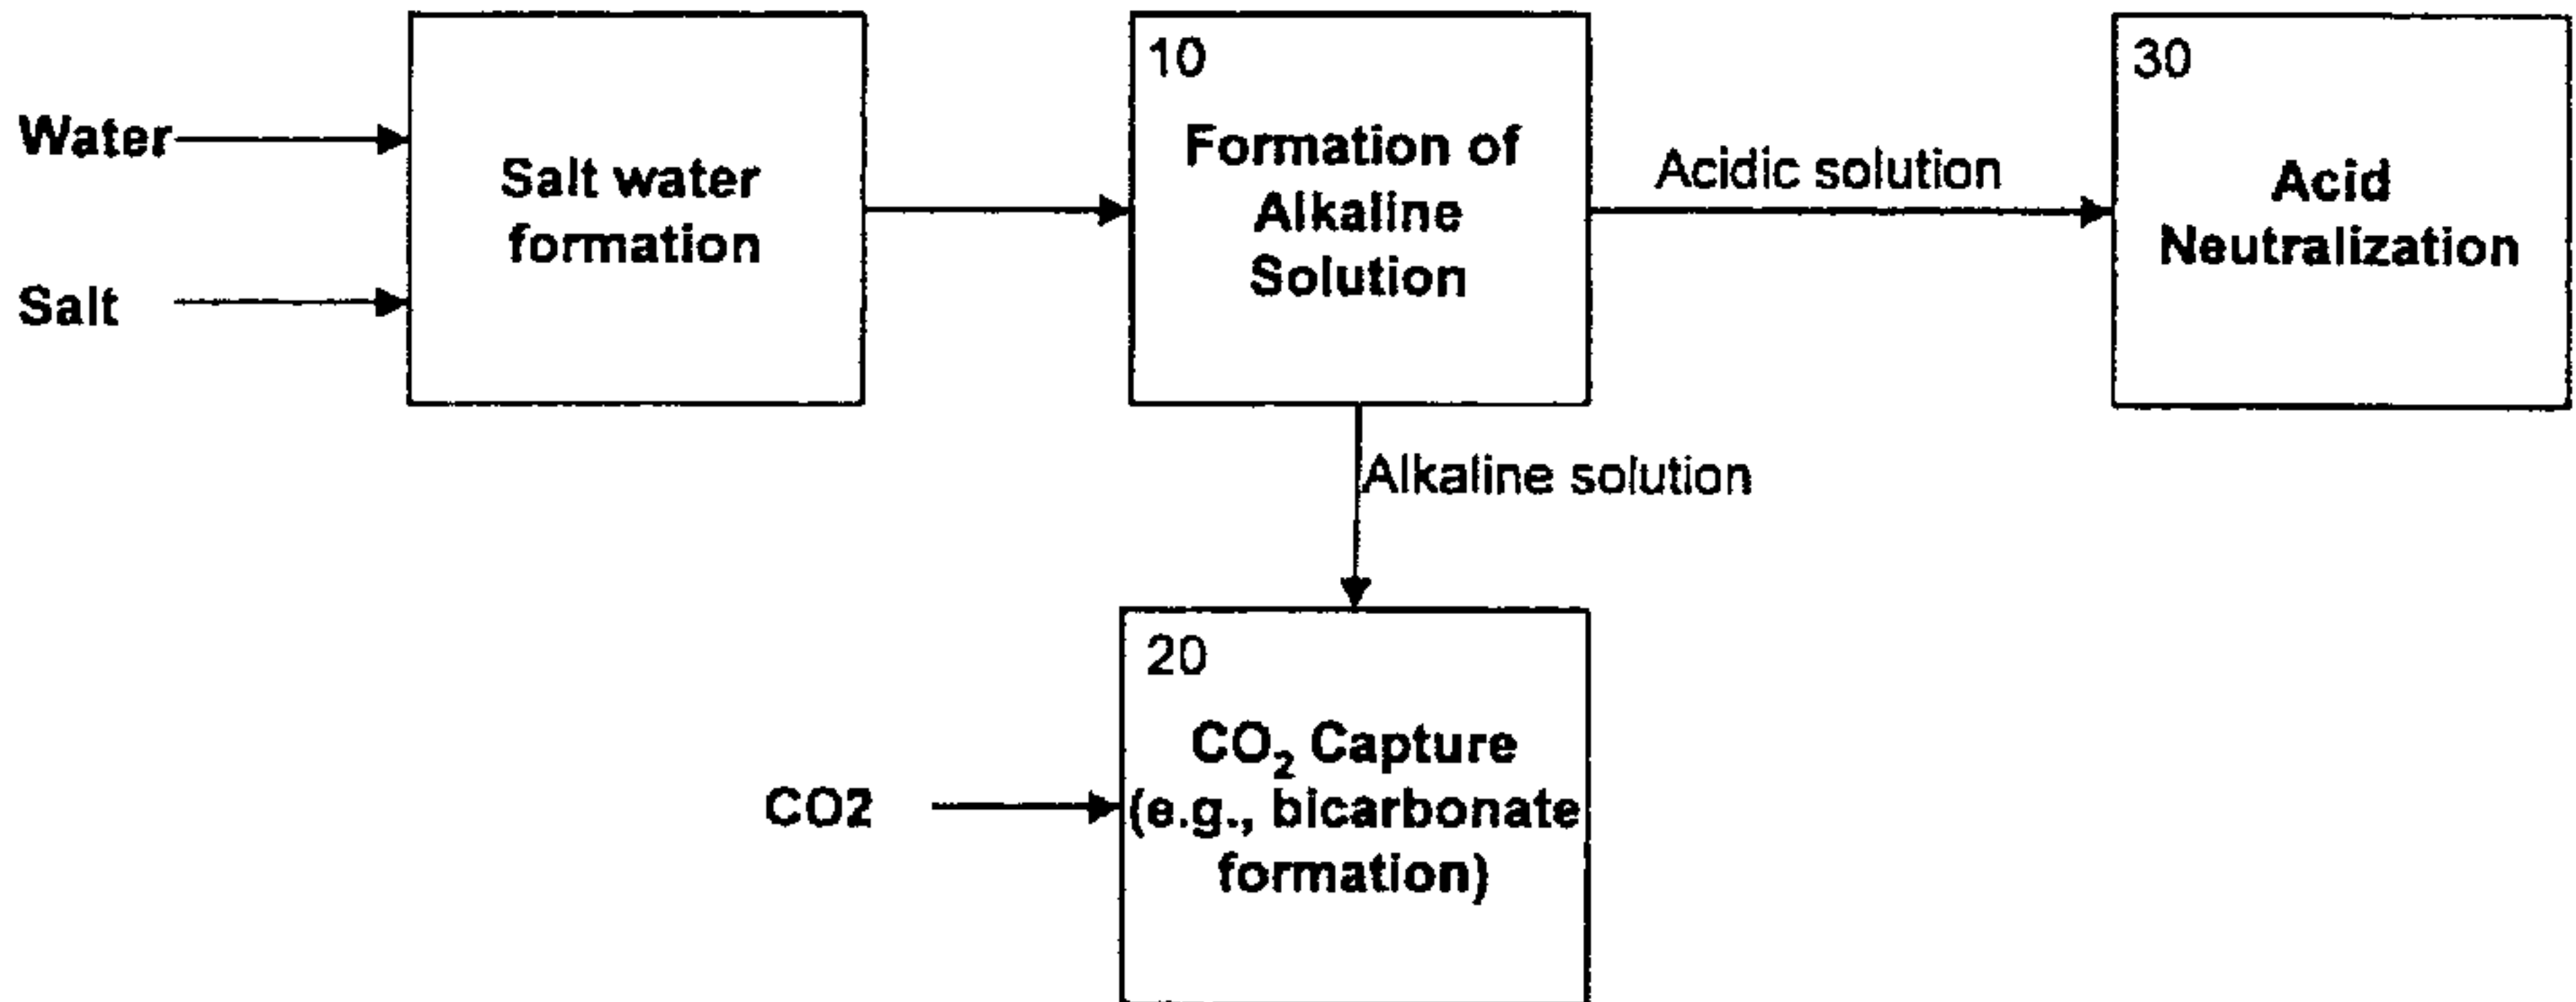 Water
Salt
Salt water
formation
10
Formation of
Alkaline
Solution
Acidic solution
30
Acid
Neutralization
Alkaline solution
20
CO₂ Capture
(e.g., bicarbonate
formation)
CO2